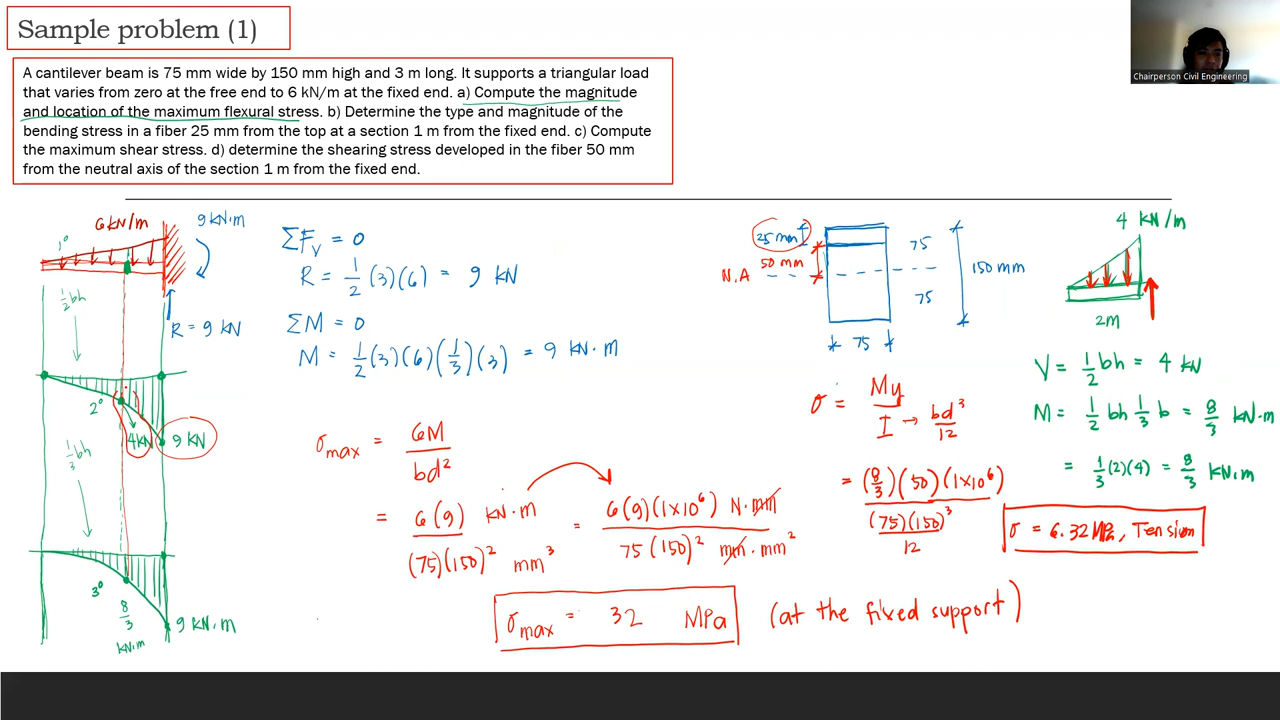 Sample problem (1)
Chairperson Civil Engineering
A cantilever beam is 75 mm wide by 150 mm high and 3 m long. It supports a triangular load
that varies from zero at the free end to 6 kN/m at the fixed end. a) Compute the magnitude
and location of the maximum flexural stress. b) Determine the type and magnitude of the
bending stress in a fiber 25 mm from the top at a section 1 m from the fixed end. c) Compute
the maximum shear stress. d) determine the shearing stress developed in the fiber 50 mm
from the neutral axis of the section 1 m from the fixed end.
6 kN/m
9 kN·m
1°
½bh
R = 9 kN
2°
4kN
9 kN
⅓bh
3°
8/3
kN·m
9 kN·m
ΣF_V = 0
R = 1/2 (3)(6) = 9 kN
ΣM = 0
M = 1/2 (3)(6)(1/3)(3) = 9 kN·m
σmax = 6M / bd²
= 6(9) kN·m / (75)(150)² mm³ = 6(9)(1×10⁶) N·mm / 75(150)² mm·mm²
σmax = 32 MPa (at the fixed support)
25 mm
50 mm
N.A
75
75
150 mm
75
σ = My / I → bd³/12
= (8/3)(50)(1×10⁶) / (75)(150)³/12
4 kN/m
2M
V = 1/2 bh = 4 kN
M = 1/2 bh 1/3 b = 8/3 kN·m
= 1/3 (2)(4) = 8/3 kN·m
σ = 6.32 MPa, Tension